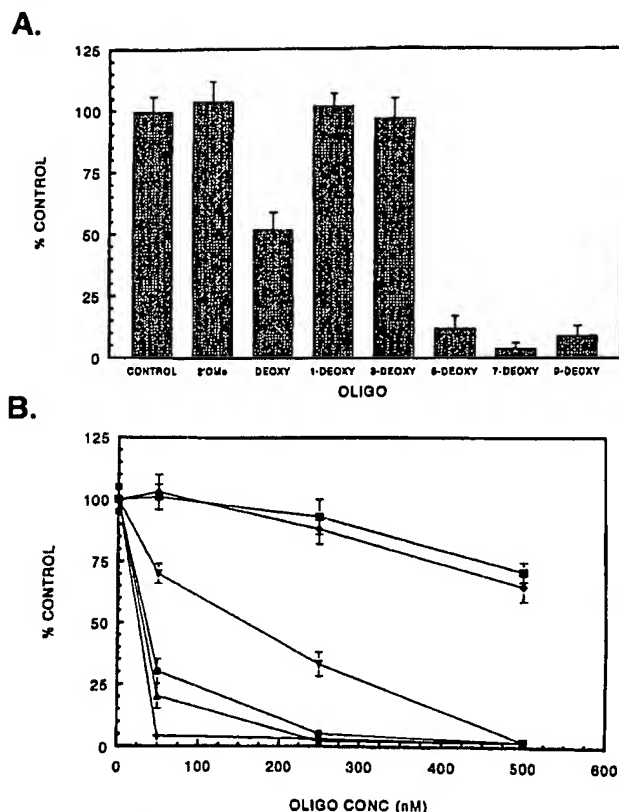 A.
125
100
75
50
25
0
% CONTROL
CONTROL 2'OMe DEOXY 1-DEOXY 3-DEOXY 5-DEOXY 7-DEOXY 9-DEOXY
OLIGO
B.
125
100
75
50
25
0
% CONTROL
0 100 200 300 400 500 600
OLIGO CONC (nM)